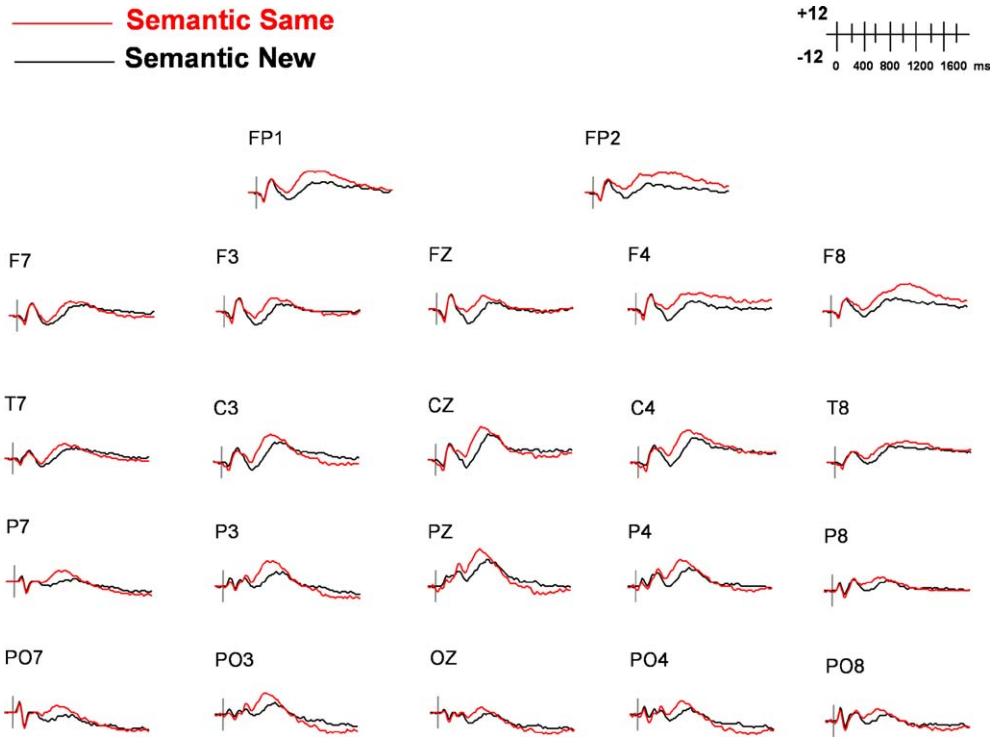 Semantic Same
Semantic New
+12
-12
0 400 800 1200 1600 ms
FP1 FP2
F7 F3 FZ F4 F8
T7 C3 CZ C4 T8
P7 P3 PZ P4 P8
PO7 PO3 OZ PO4 PO8